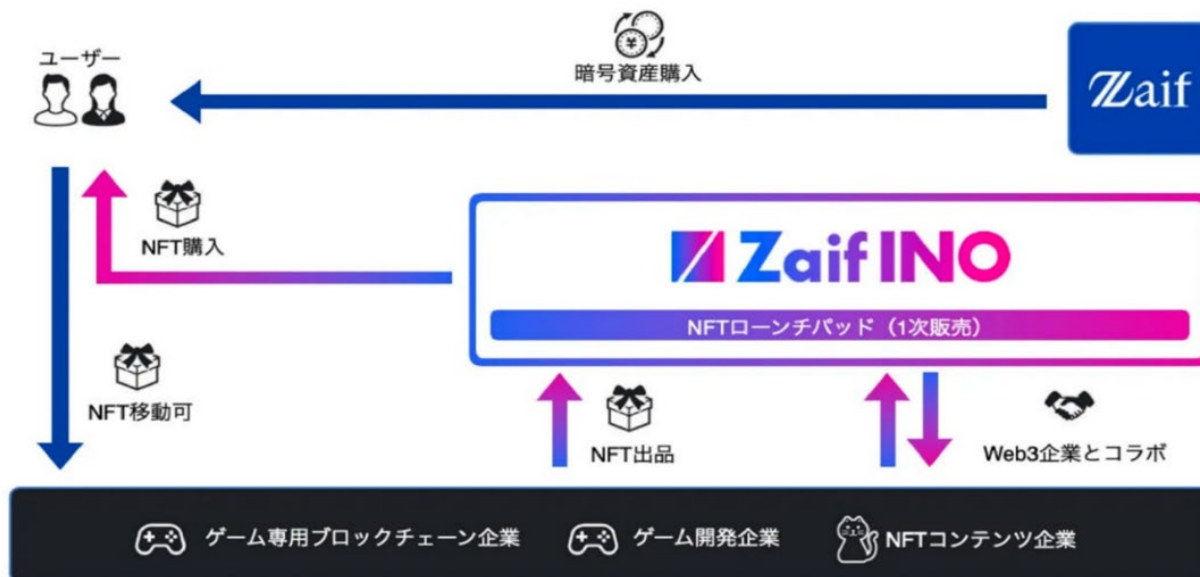 ユーザー
暗号資産購入
Zaif
NFT購入
Zaif INO
NFTローンチパッド（1次販売）
NFT移動可
NFT出品
Web3企業とコラボ
ゲーム専用ブロックチェーン企業
ゲーム開発企業
NFTコンテンツ企業